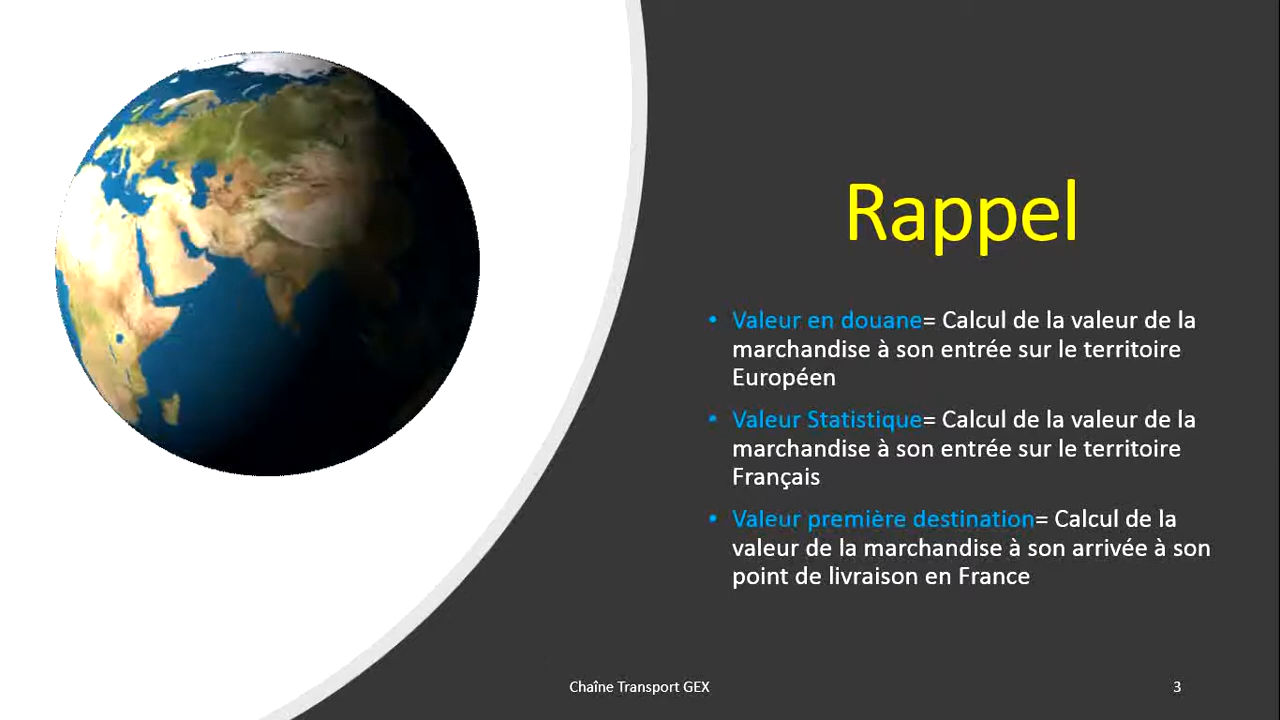 Rappel
• Valeur en douane= Calcul de la valeur de la
marchandise à son entrée sur le territoire
Européen
• Valeur Statistique= Calcul de la valeur de la
marchandise à son entrée sur le territoire
Français
• Valeur première destination= Calcul de la
valeur de la marchandise à son arrivée à son
point de livraison en France
Chaîne Transport GEX
3